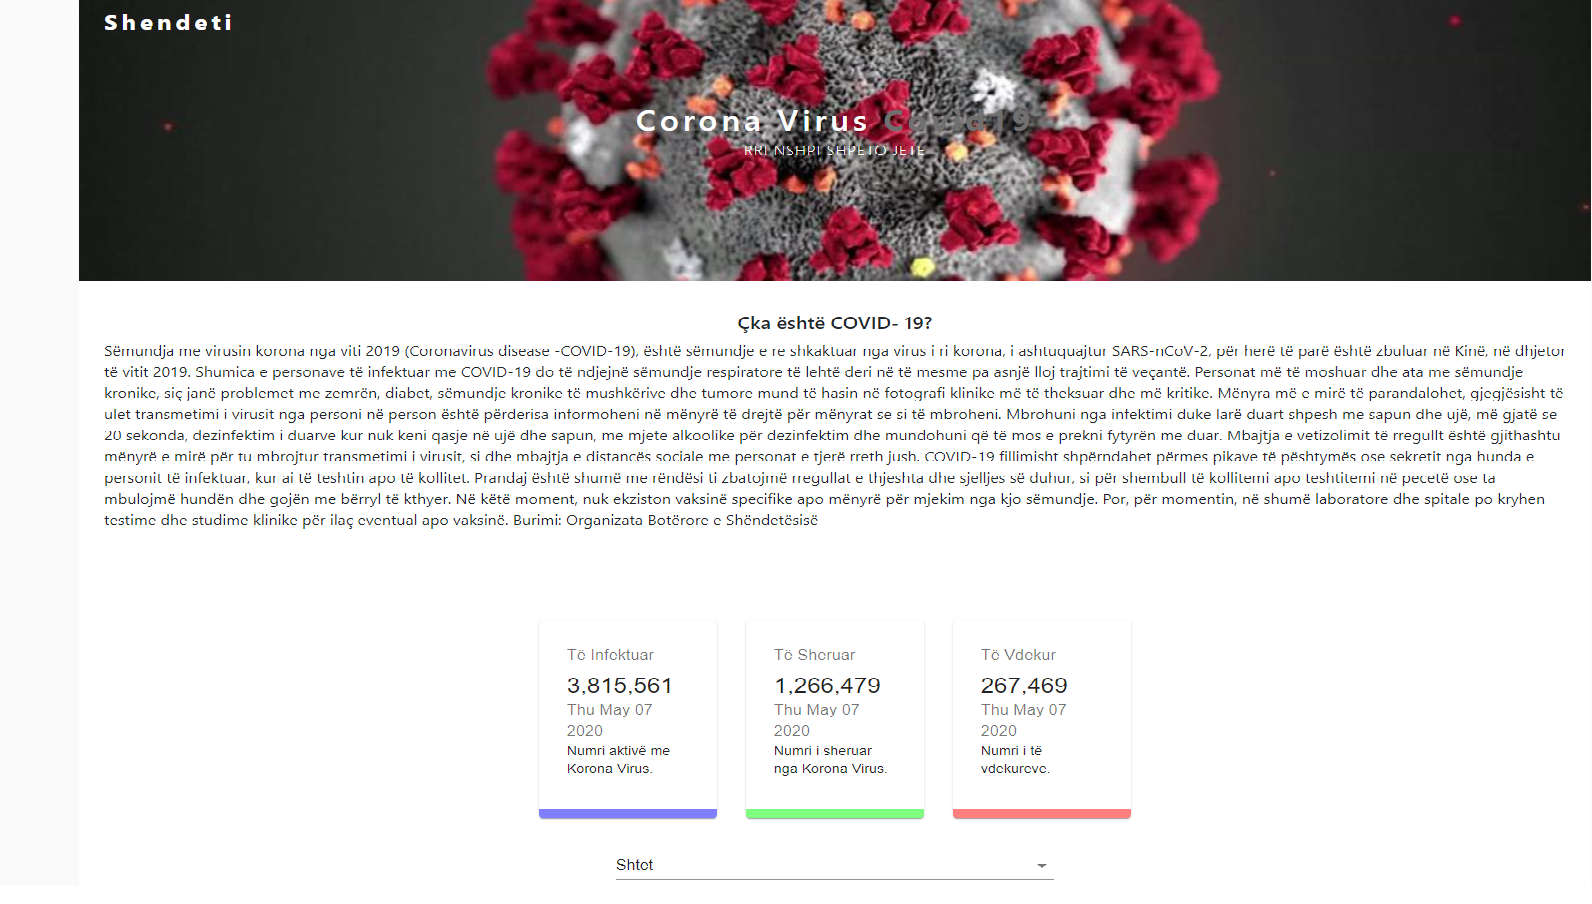 Shendeti
Corona Virus Covid19
RRI NSHPI SHPETO JETE
Çka është COVID- 19?
Sëmundja me virusin korona nga viti 2019 (Coronavirus disease -COVID-19), është sëmundje e re shkaktuar nga virus i ri korona, i ashtuquajtur SARS-nCoV-2, për herë të parë është zbuluar në Kinë, në dhjetor
të vitit 2019. Shumica e personave të infektuar me COVID-19 do të ndjejnë sëmundje respiratore të lehtë deri në të mesme pa asnjë lloj trajtimi të veçantë. Personat më të moshuar dhe ata me sëmundje
kronike, siç janë problemet me zemrën, diabet, sëmundje kronike të mushkërive dhe tumore mund të hasin në fotografi klinike më të theksuar dhe më kritike. Mënyra më e mirë të parandalohet, gjegjësisht të
ulet transmetimi i virusit nga personi në person është përderisa informoheni në mënyrë të drejtë për mënyrat se si të mbroheni. Mbrohuni nga infektimi duke larë duart shpesh me sapun dhe ujë, më gjatë se
20 sekonda, dezinfektim i duarve kur nuk keni qasje në ujë dhe sapun, me mjete alkoolike për dezinfektim dhe mundohuni që të mos e prekni fytyrën me duar. Mbajtja e vetizolimit të rregullt është gjithashtu
mënyrë e mirë për tu mbrojtur transmetimi i virusit, si dhe mbajtja e distancës sociale me personat e tjerë rreth jush. COVID-19 fillimisht shpërndahet përmes pikave të pështymës ose sekretit nga hunda e
personit të infektuar, kur ai të teshtin apo të kollitet. Prandaj është shumë me rëndësi ti zbatojmë rregullat e thjeshta dhe sjelljes së duhur, si për shembull të kollitemi apo teshtitemi në pecetë ose ta
mbulojmë hundën dhe gojën me bërryl të kthyer. Në këtë moment, nuk ekziston vaksinë specifike apo mënyrë për mjekim nga kjo sëmundje. Por, për momentin, në shumë laboratore dhe spitale po kryhen
testime dhe studime klinike për ilaç eventual apo vaksinë. Burimi: Organizata Botërore e Shëndetësisë
Të Infektuar
3,815,561
Thu May 07
2020
Numri aktivë me
Korona Virus.
Të Sheruar
1,266,479
Thu May 07
2020
Numri i sheruar
nga Korona Virus.
Të Vdekur
267,469
Thu May 07
2020
Numri i të
vdekureve.
Shtet